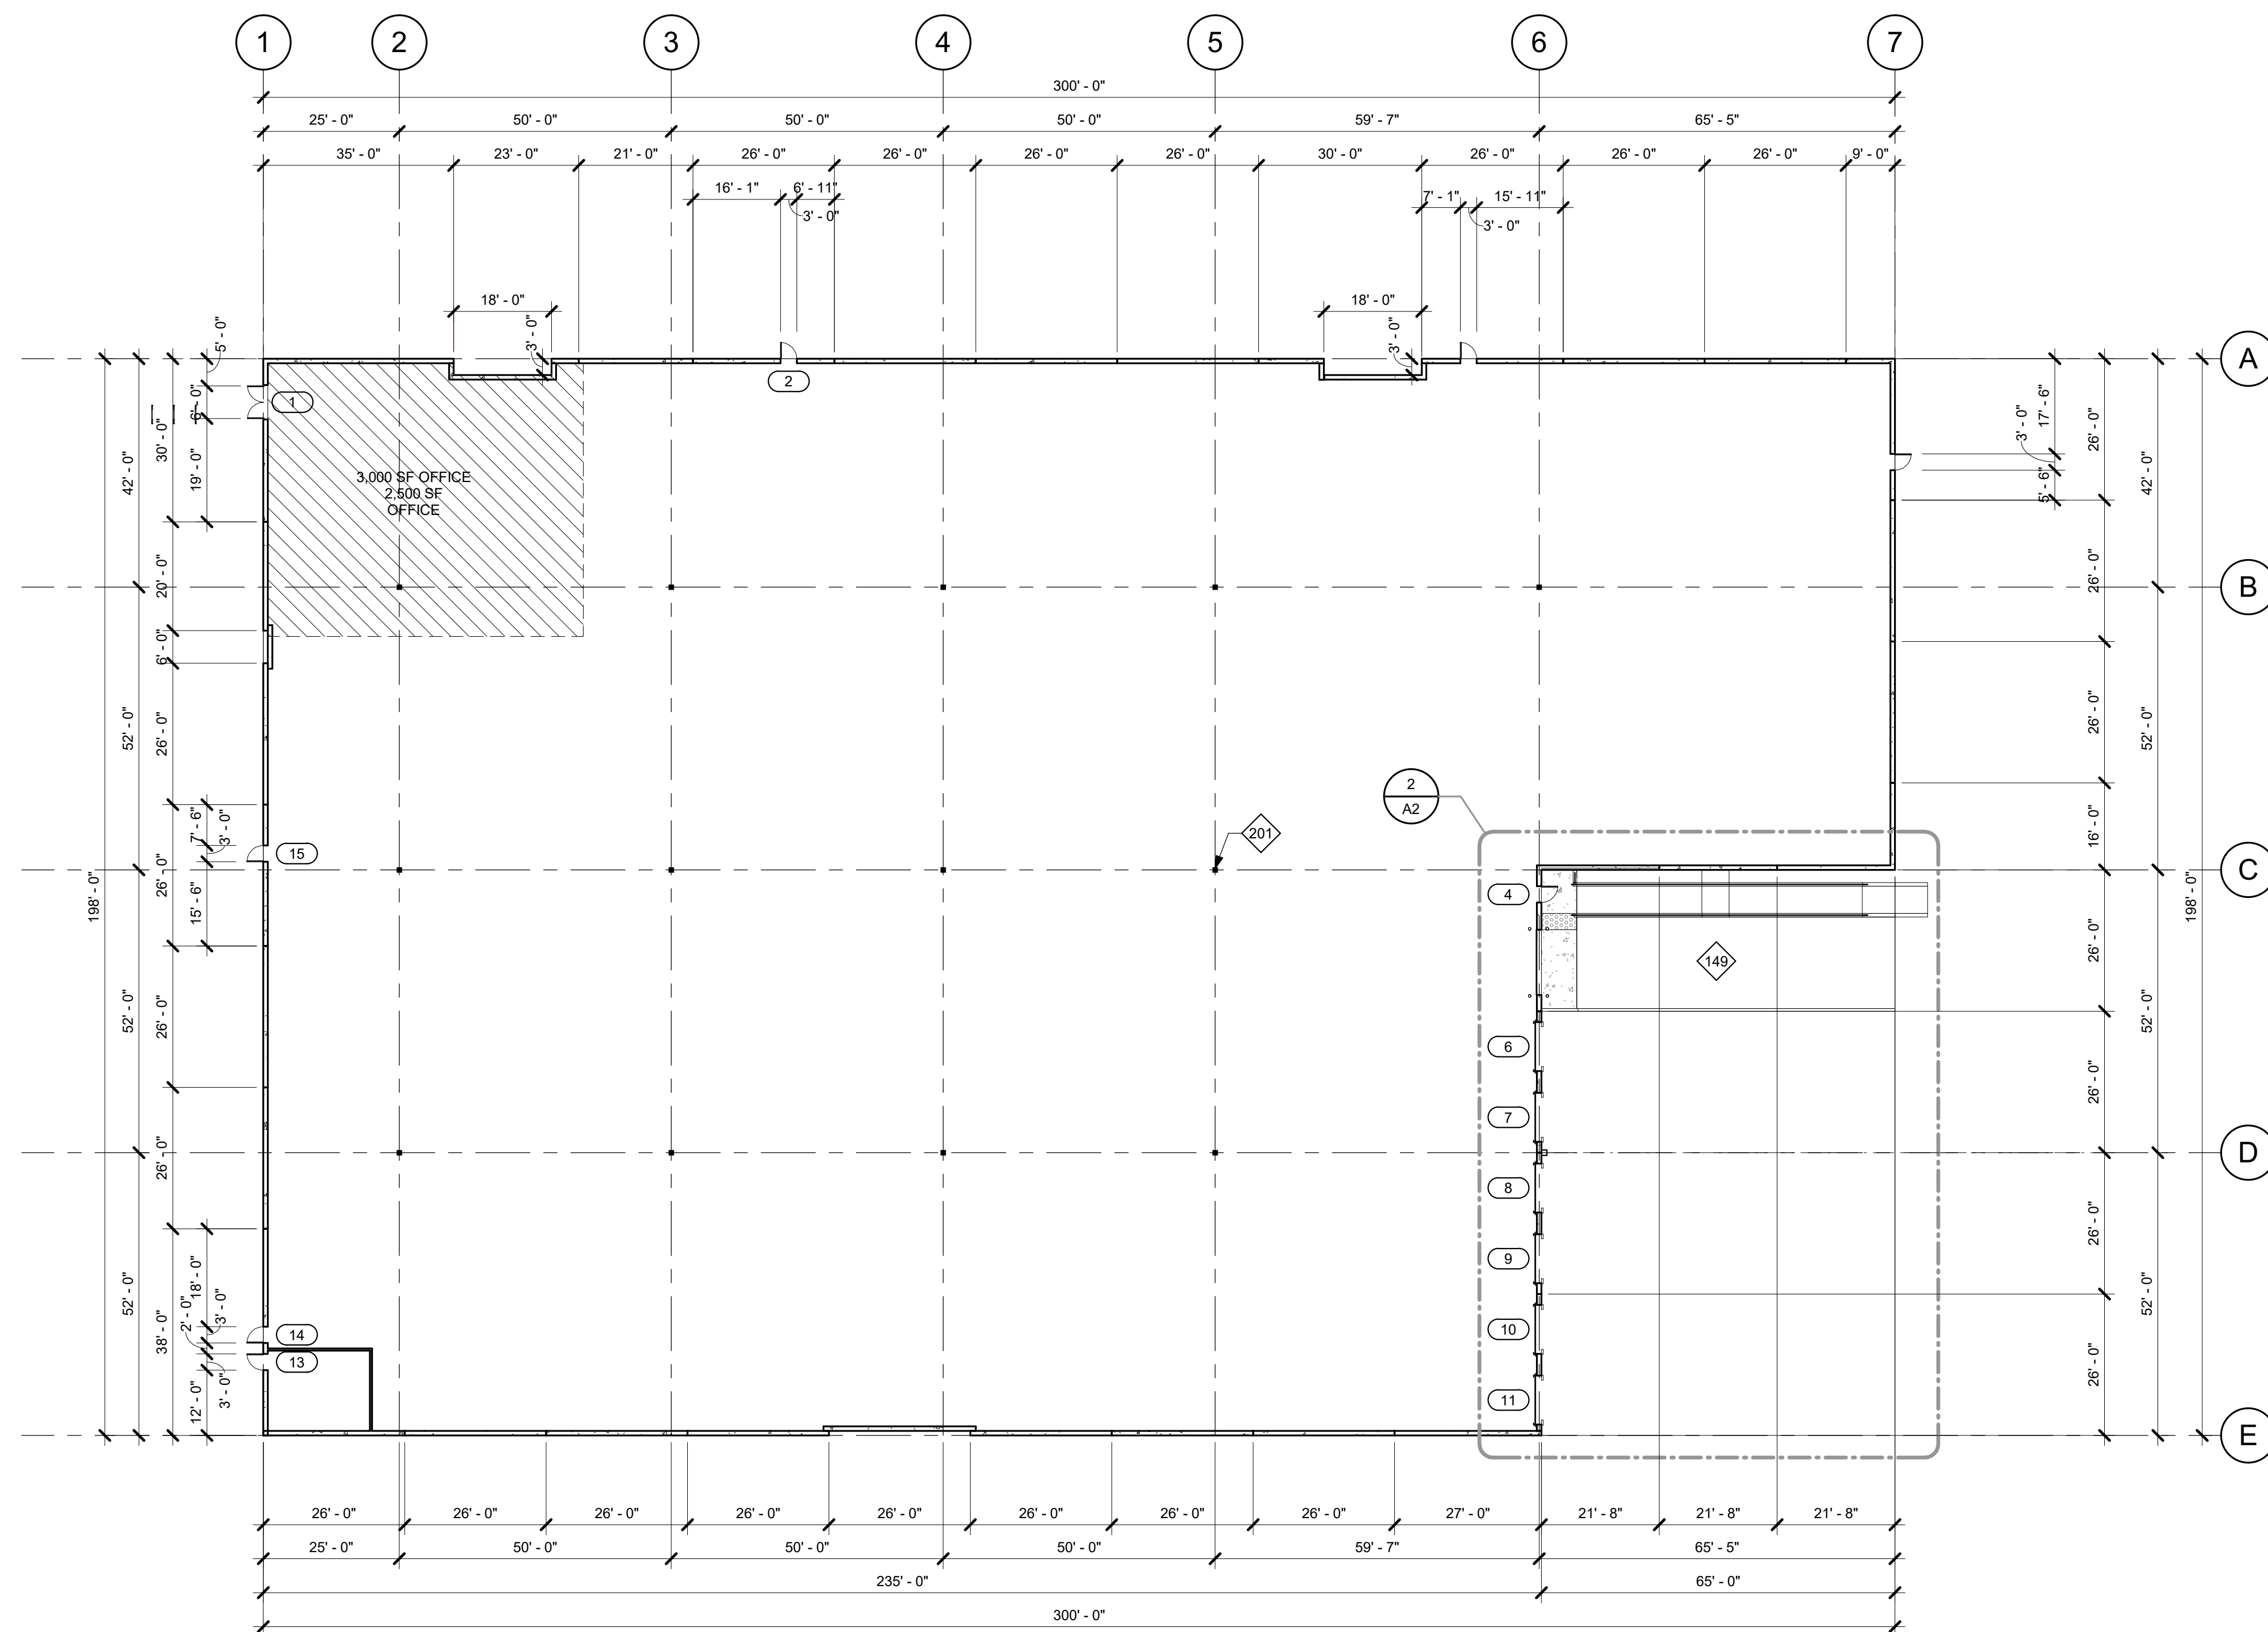 1 2 3 4 5 6 7
300' - 0"
25' - 0" 50' - 0" 50' - 0" 50' - 0" 59' - 7" 65' - 5"
35' - 0" 23' - 0" 21' - 0" 26' - 0" 26' - 0" 26' - 0" 26' - 0" 30' - 0" 26' - 0" 26' - 0" 26' - 0" 9' - 0"
16' - 1" 6' - 11" 7' - 1" 15' - 11"
3' - 0" 3' - 0"
18' - 0" 18' - 0"
5' - 0" 3' - 0" 3' - 0"
A
2
1
6' - 0"
30' - 0"
42' - 0"
19' - 0"
3,000 SF OFFICE
2,500 SF
OFFICE
17' - 6"
3' - 0"
26' - 0"
42' - 0"
5' - 6"
20' - 0"
26' - 0"
B
6' - 0"
52' - 0"
26' - 0"
26' - 0"
52' - 0"
2
A2
201
7' - 6"
3' - 0"
15
16' - 0"
26' - 0"
C
198' - 0"
15' - 6"
4
198' - 0"
26' - 0"
149
52' - 0"
26' - 0"
52' - 0"
6
26' - 0"
7
26' - 0"
D
8
26' - 0"
9
52' - 0"
18' - 0"
2' - 0"
3' - 0"
52' - 0"
14
10
38' - 0"
13
12' - 0"
3' - 0"
11
26' - 0"
E
26' - 0" 26' - 0" 26' - 0" 26' - 0" 26' - 0" 26' - 0" 26' - 0" 26' - 0" 27' - 0" 21' - 8" 21' - 8" 21' - 8"
25' - 0" 50' - 0" 50' - 0" 50' - 0" 59' - 7" 65' - 5"
235' - 0" 65' - 0"
300' - 0"